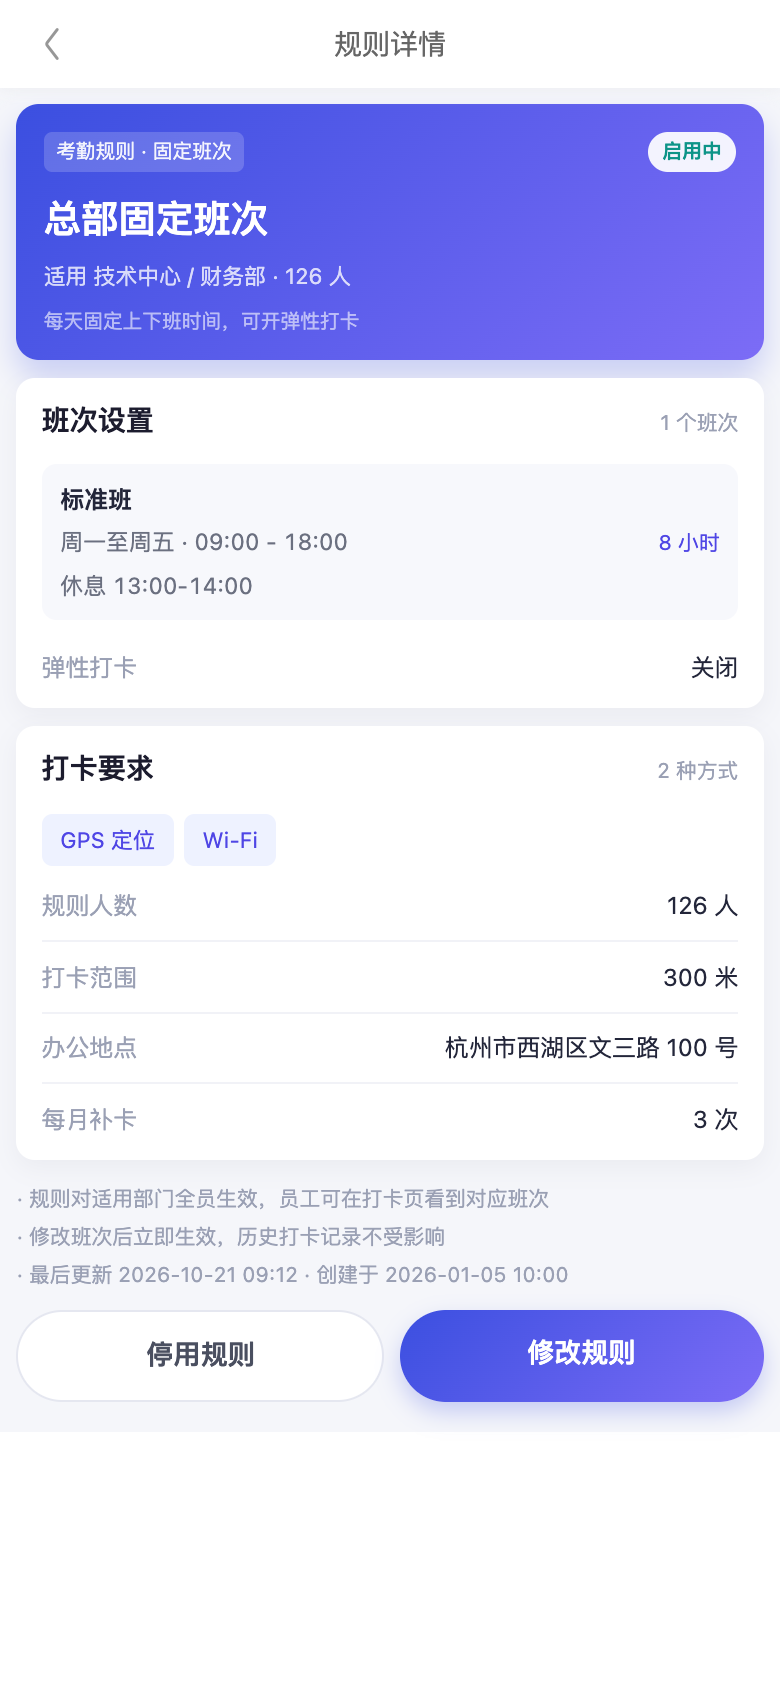 规则详情
考勤规则 · 固定班次
启用中
总部固定班次
适用 技术中心 / 财务部 · 126 人
每天固定上下班时间，可开弹性打卡
班次设置
1 个班次
标准班
周一至周五 · 09:00 - 18:00
8 小时
休息 13:00-14:00
弹性打卡
关闭
打卡要求
2 种方式
GPS 定位
Wi-Fi
规则人数
126 人
打卡范围
300 米
办公地点
杭州市西湖区文三路 100 号
每月补卡
3 次
· 规则对适用部门全员生效，员工可在打卡页看到对应班次
· 修改班次后立即生效，历史打卡记录不受影响
· 最后更新 2026-10-21 09:12 · 创建于 2026-01-05 10:00
停用规则
修改规则